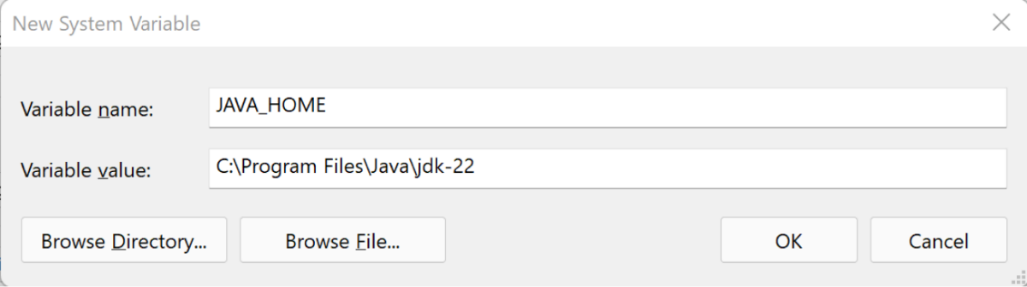 New System Variable
Variable name: JAVA_HOME
Variable value: C:\Program Files\Java\jdk-22
Browse Directory... Browse File... OK Cancel